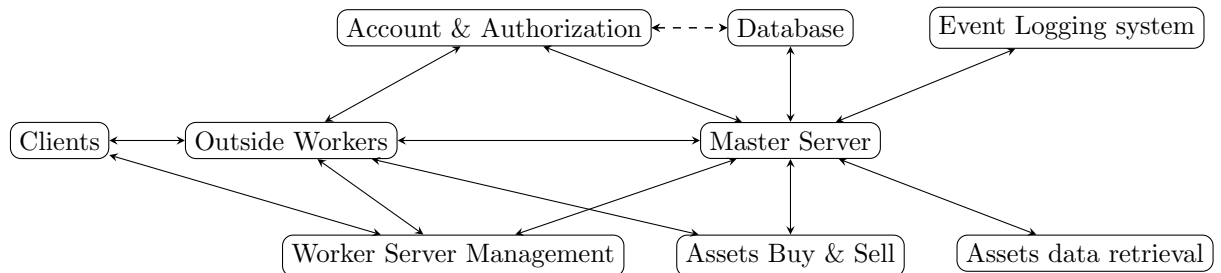 Account & Authorization
Database
Event Logging system
Clients
Outside Workers
Master Server
Worker Server Management
Assets Buy & Sell
Assets data retrieval